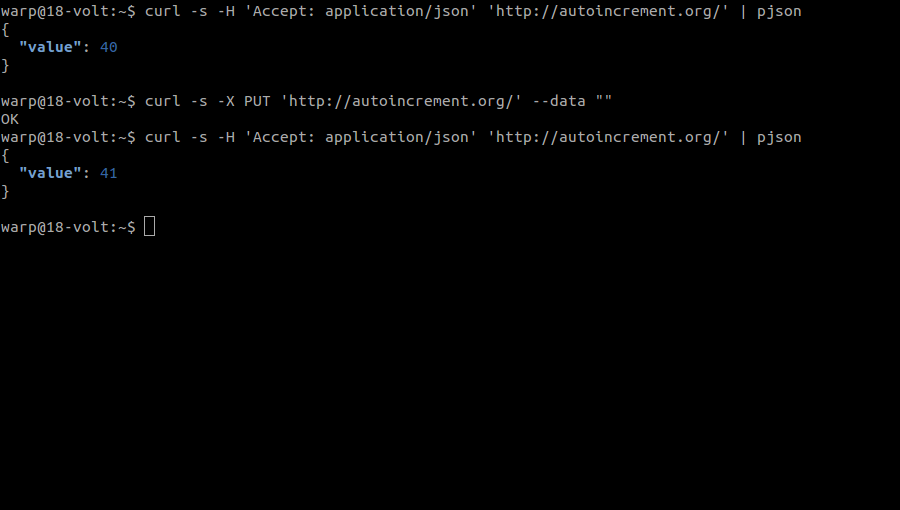 warp@18-volt:~$ curl -s -H 'Accept: application/json' 'http://autoincrement.org/' | pjson
{
  "value": 40
}
warp@18-volt:~$ curl -s -X PUT 'http://autoincrement.org/' --data ""
OK
warp@18-volt:~$ curl -s -H 'Accept: application/json' 'http://autoincrement.org/' | pjson
{
  "value": 41
}
warp@18-volt:~$